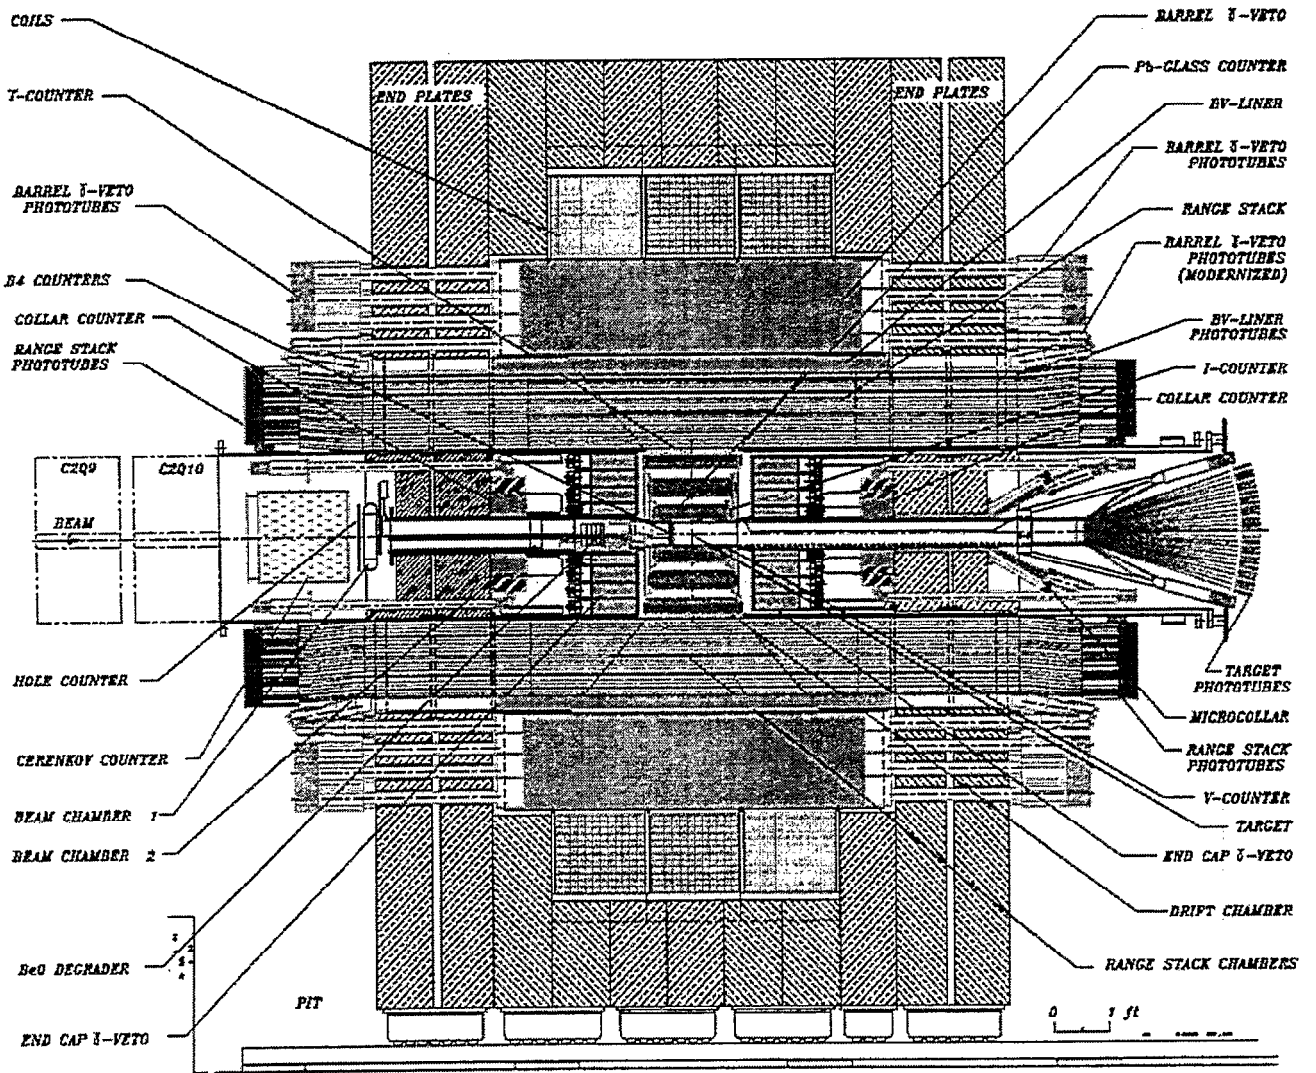 COILS
BARREL γ-VETO
Pb-GLASS COUNTER
END PLATES
END PLATES
T-COUNTER
BV-LINER
BARREL γ-VETO
PHOTOTUBES
BARREL γ-VETO
PHOTOTUBES
RANGE STACK
BARREL γ-VETO
PHOTOTUBES
(MODERNIZED)
B4 COUNTERS
COLLAR COUNTER
BV-LINER
PHOTOTUBES
RANGE STACK
PHOTOTUBES
I-COUNTER
COLLAR COUNTER
C2Q9
C2Q10
BEAM
HOLE COUNTER
TARGET
PHOTOTUBES
MICROCOLLAR
CERENKOV COUNTER
RANGE STACK
PHOTOTUBES
BEAM CHAMBER 1
V-COUNTER
TARGET
BEAM CHAMBER 2
END CAP γ-VETO
DRIFT CHAMBER
BeO DEGRADER
RANGE STACK CHAMBERS
PIT
0 1 ft
END CAP γ-VETO